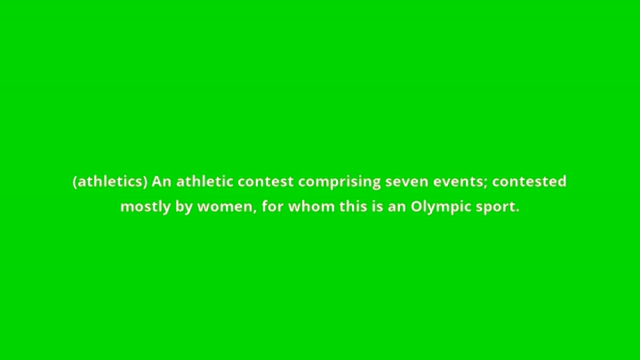 (athletics) An athletic contest comprising seven events; contested
mostly by women, for whom this is an Olympic sport.